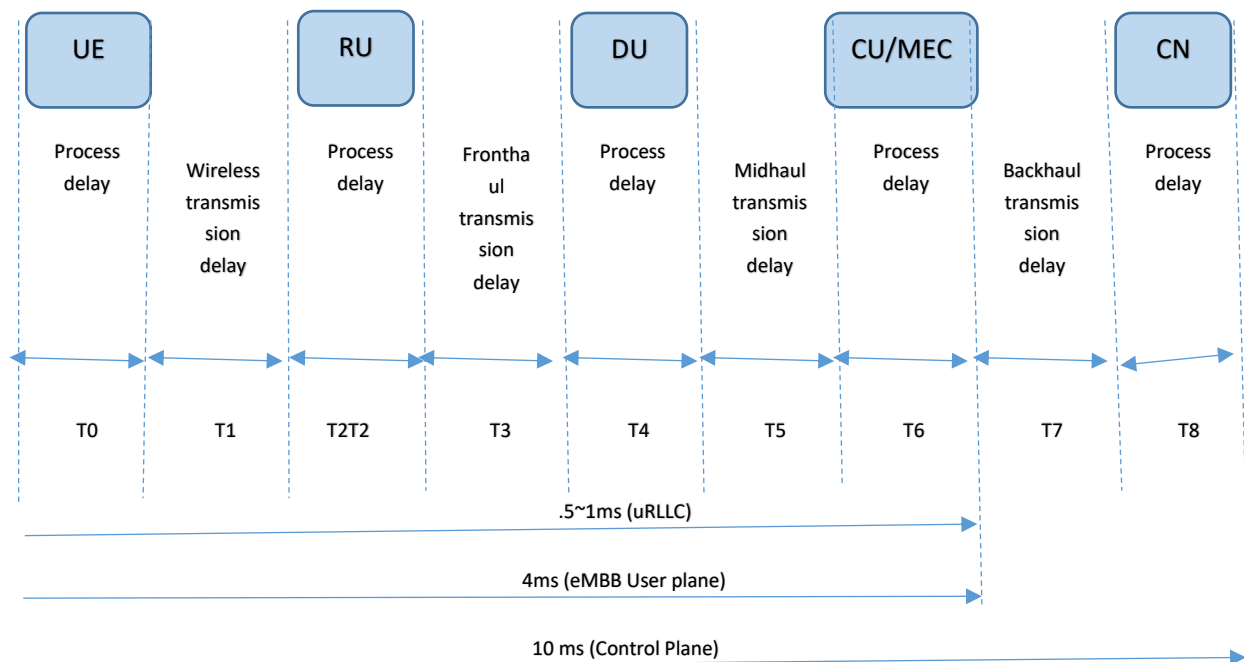 UE
RU
DU
CU/MEC
CN
Process
delay
Wireless
transmis
sion
delay
Process
delay
Frontha
ul
transmis
sion
delay
Process
delay
Midhaul
transmis
sion
delay
Process
delay
Backhaul
transmis
sion
delay
Process
delay
T0
T1
T2T2
T3
T4
T5
T6
T7
T8
.5~1ms (uRLLC)
4ms (eMBB User plane)
10 ms (Control Plane)